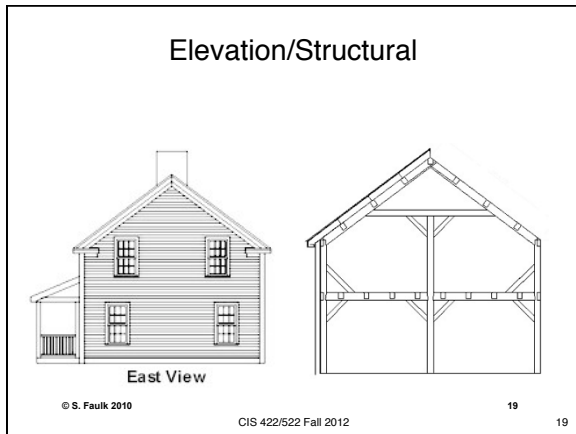 Elevation/Structural
East View
© S. Faulk 2010
19
CIS 422/522 Fall 2012
19